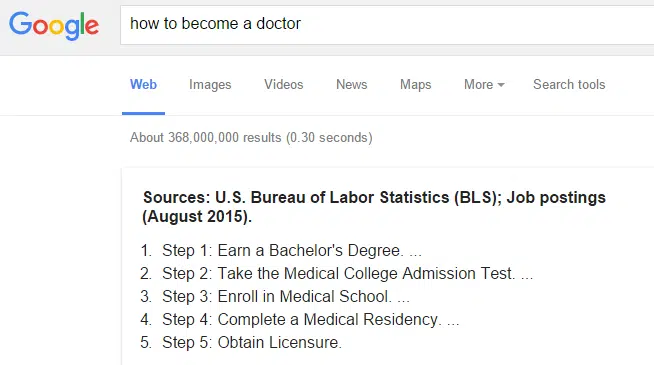 Google
how to become a doctor
Web Images Videos News Maps More Search tools
About 368,000,000 results (0.30 seconds)
Sources: U.S. Bureau of Labor Statistics (BLS); Job postings
(August 2015).
1. Step 1: Earn a Bachelor's Degree. ...
2. Step 2: Take the Medical College Admission Test. ...
3. Step 3: Enroll in Medical School. ...
4. Step 4: Complete a Medical Residency. ...
5. Step 5: Obtain Licensure.